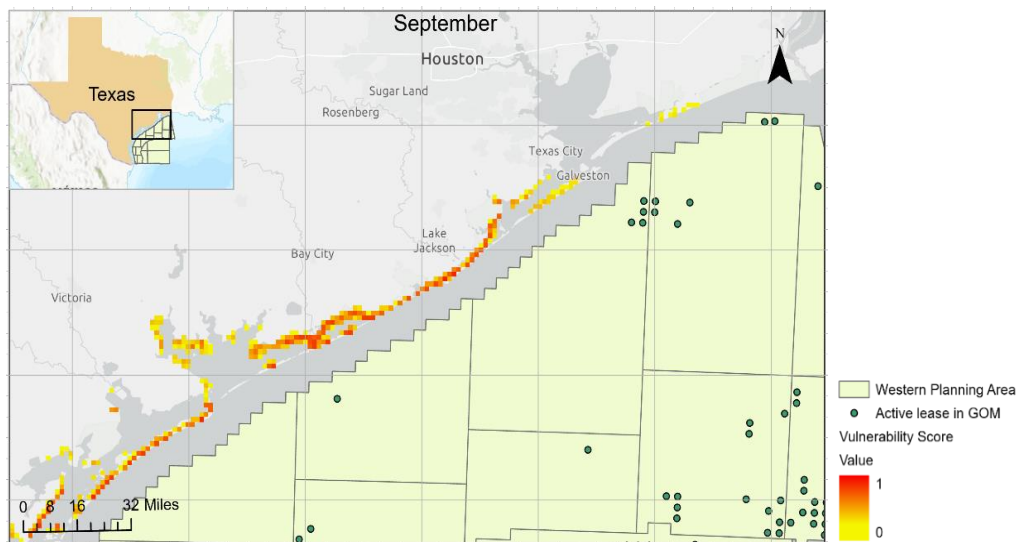 September
Houston
N
Sugar Land
Texas
Rosenberg
Texas City
Galveston
Lake
Jackson
Bay City
Victoria
Western Planning Area
Active lease in GOM
Vulnerability Score
Value
1
0
0 8 16 32 Miles